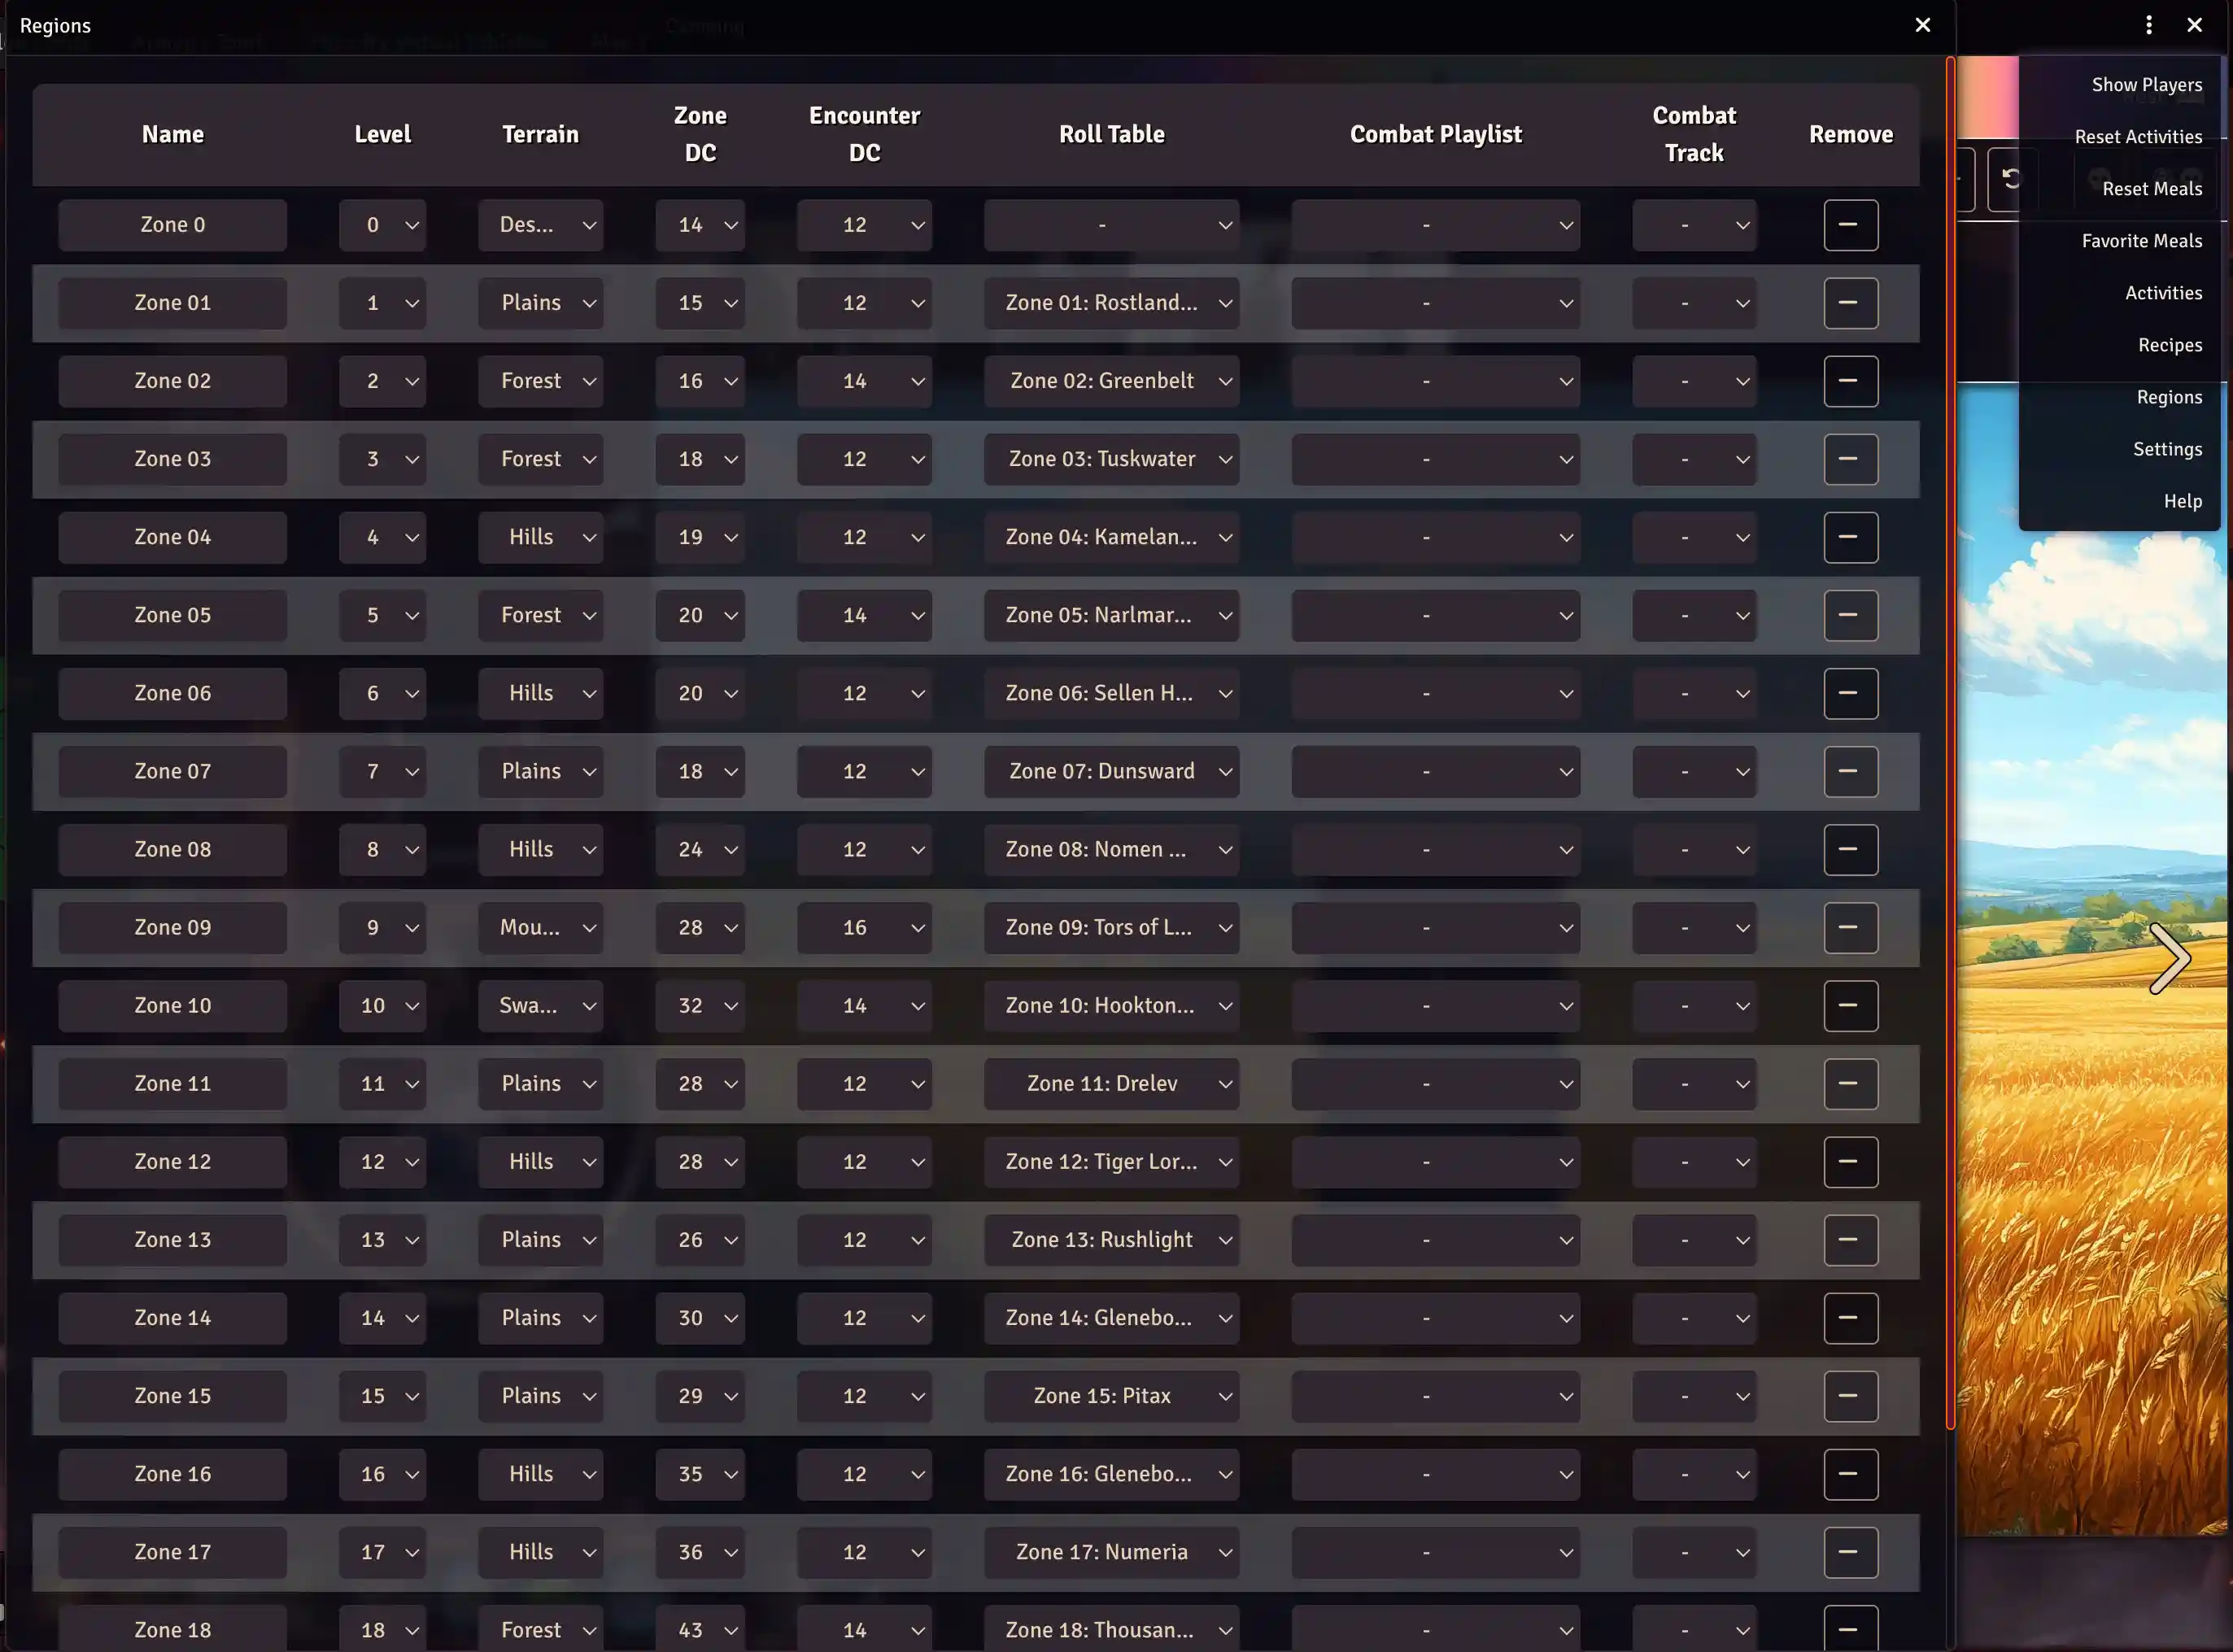 Regions
Name Level Terrain Zone DC Encounter DC Roll Table Combat Playlist Combat Track Remove
Zone 0 0 Des... 14 12 - - -
Zone 01 1 Plains 15 12 Zone 01: Rostland... - -
Zone 02 2 Forest 16 14 Zone 02: Greenbelt - -
Zone 03 3 Forest 18 12 Zone 03: Tuskwater - -
Zone 04 4 Hills 19 12 Zone 04: Kamelan... - -
Zone 05 5 Forest 20 14 Zone 05: Narlmar... - -
Zone 06 6 Hills 20 12 Zone 06: Sellen H... - -
Zone 07 7 Plains 18 12 Zone 07: Dunsward - -
Zone 08 8 Hills 24 12 Zone 08: Nomen ... - -
Zone 09 9 Mou... 28 16 Zone 09: Tors of L... - -
Zone 10 10 Swa... 32 14 Zone 10: Hookton... - -
Zone 11 11 Plains 28 12 Zone 11: Drelev - -
Zone 12 12 Hills 28 12 Zone 12: Tiger Lor... - -
Zone 13 13 Plains 26 12 Zone 13: Rushlight - -
Zone 14 14 Plains 30 12 Zone 14: Glenebo... - -
Zone 15 15 Plains 29 12 Zone 15: Pitax - -
Zone 16 16 Hills 35 12 Zone 16: Glenebo... - -
Zone 17 17 Hills 36 12 Zone 17: Numeria - -
Zone 18 18 Forest 43 14 Zone 18: Thousan... - -
Show Players
Reset Activities
Reset Meals
Favorite Meals
Activities
Recipes
Regions
Settings
Help